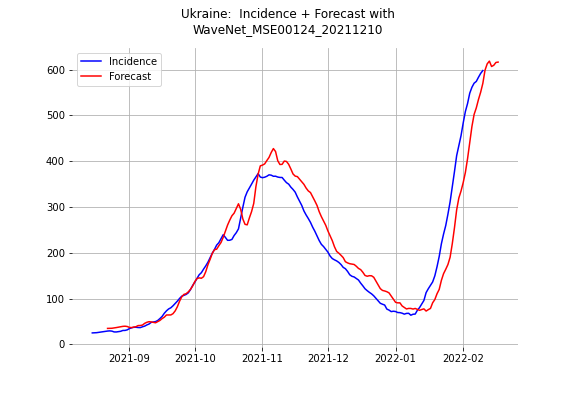 Ukraine:  Incidence + Forecast with
WaveNet_MSE00124_20211210
Incidence
Forecast
600
500
400
300
200
100
0
2021-09 2021-10 2021-11 2021-12 2022-01 2022-02